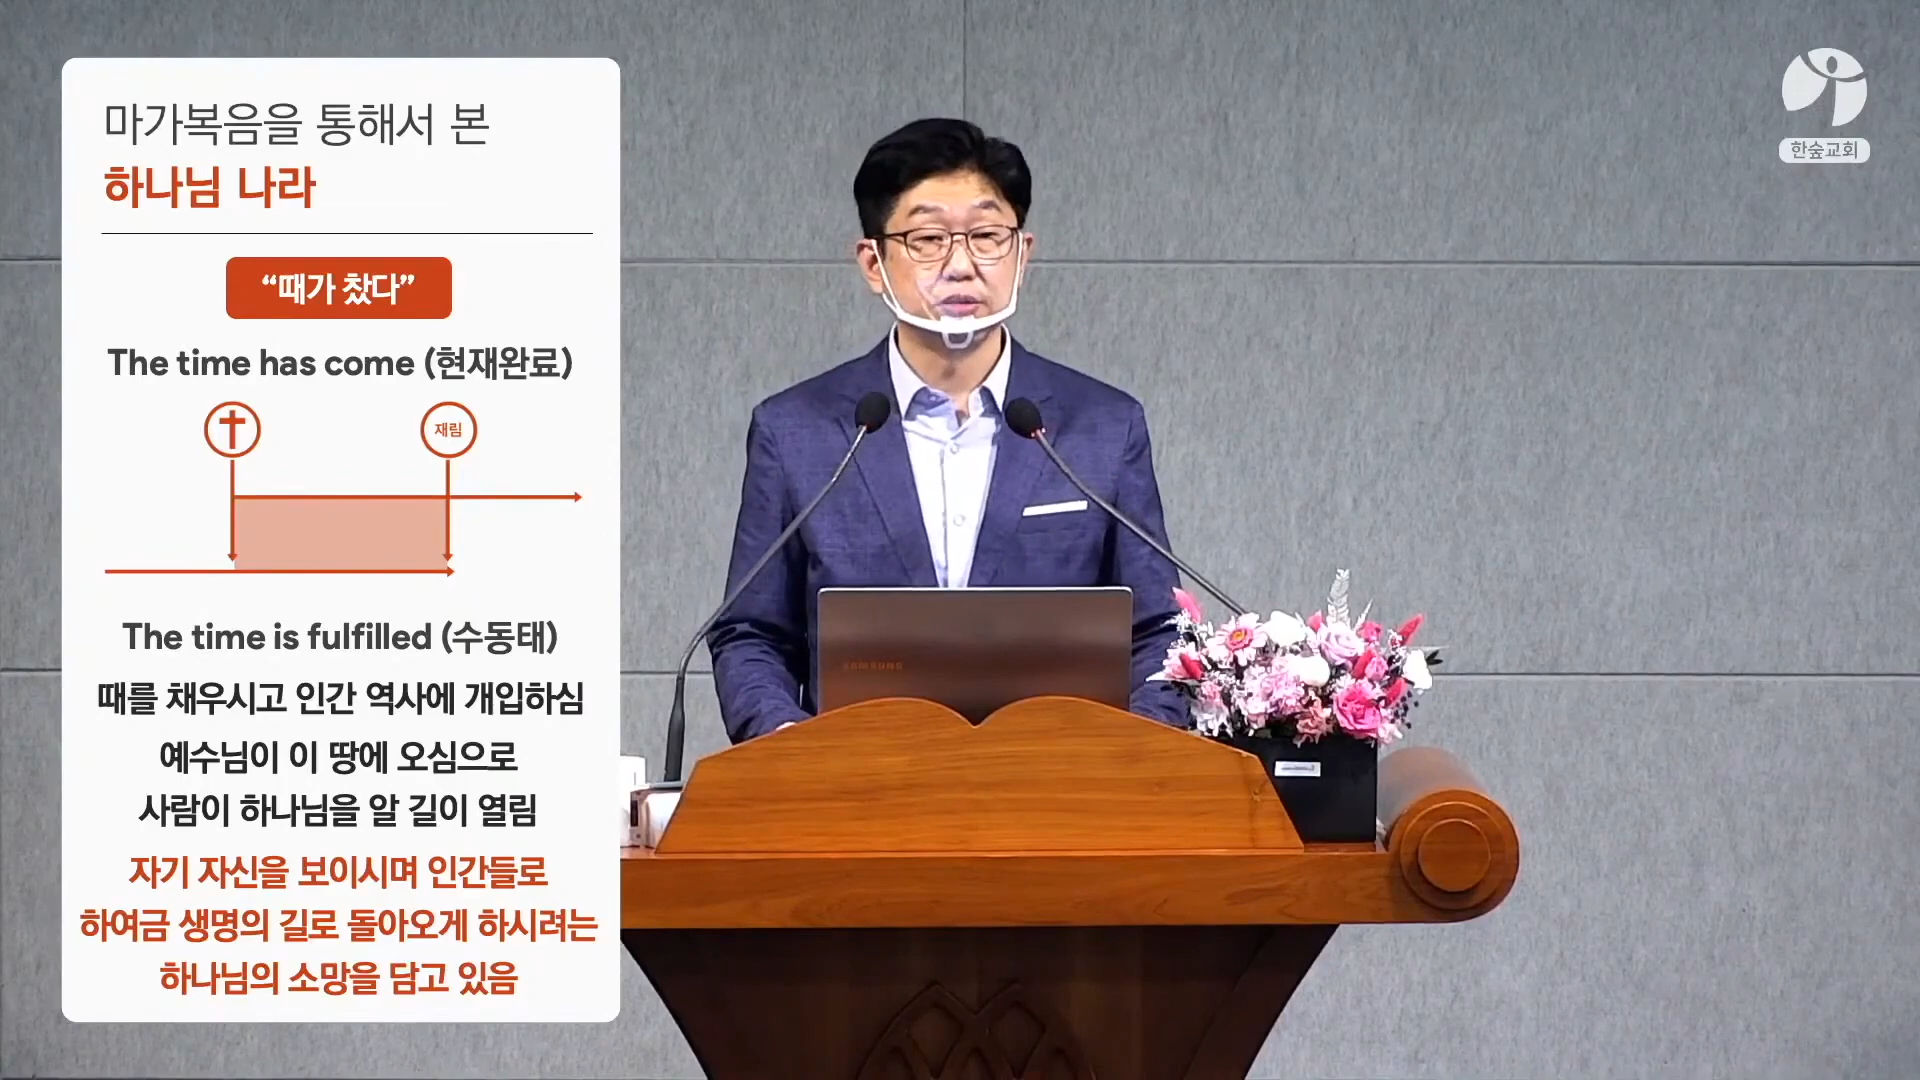 마가복음을 통해서 본
하나님 나라
“때가 찼다”
The time has come (현재완료)
재림
The time is fulfilled (수동태)
때를 채우시고 인간 역사에 개입하심
예수님이 이 땅에 오심으로
사람이 하나님을 알 길이 열림
자기 자신을 보이시며 인간들로
하여금 생명의 길로 돌아오게 하시려는
하나님의 소망을 담고 있음
한숲교회
SAMSUNG